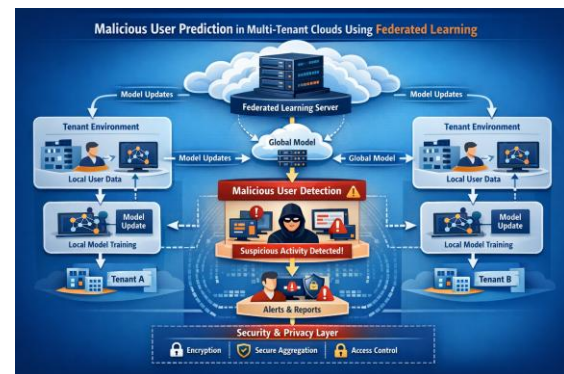 Malicious User Prediction in Multi-Tenant Clouds Using Federated Learning
Model Updates
Model Updates
Federated Learning Server
Tenant Environment
Global Model
Tenant Environment
Model Updates
Global Model
Local User Data
Local User Data
Malicious User Detection
Model
Update
Model
Update
Local Model Training
Suspicious Activity Detected!
Local Model Training
Tenant A
Tenant B
Alerts & Reports
Security & Privacy Layer
Encryption
Secure Aggregation
Access Control